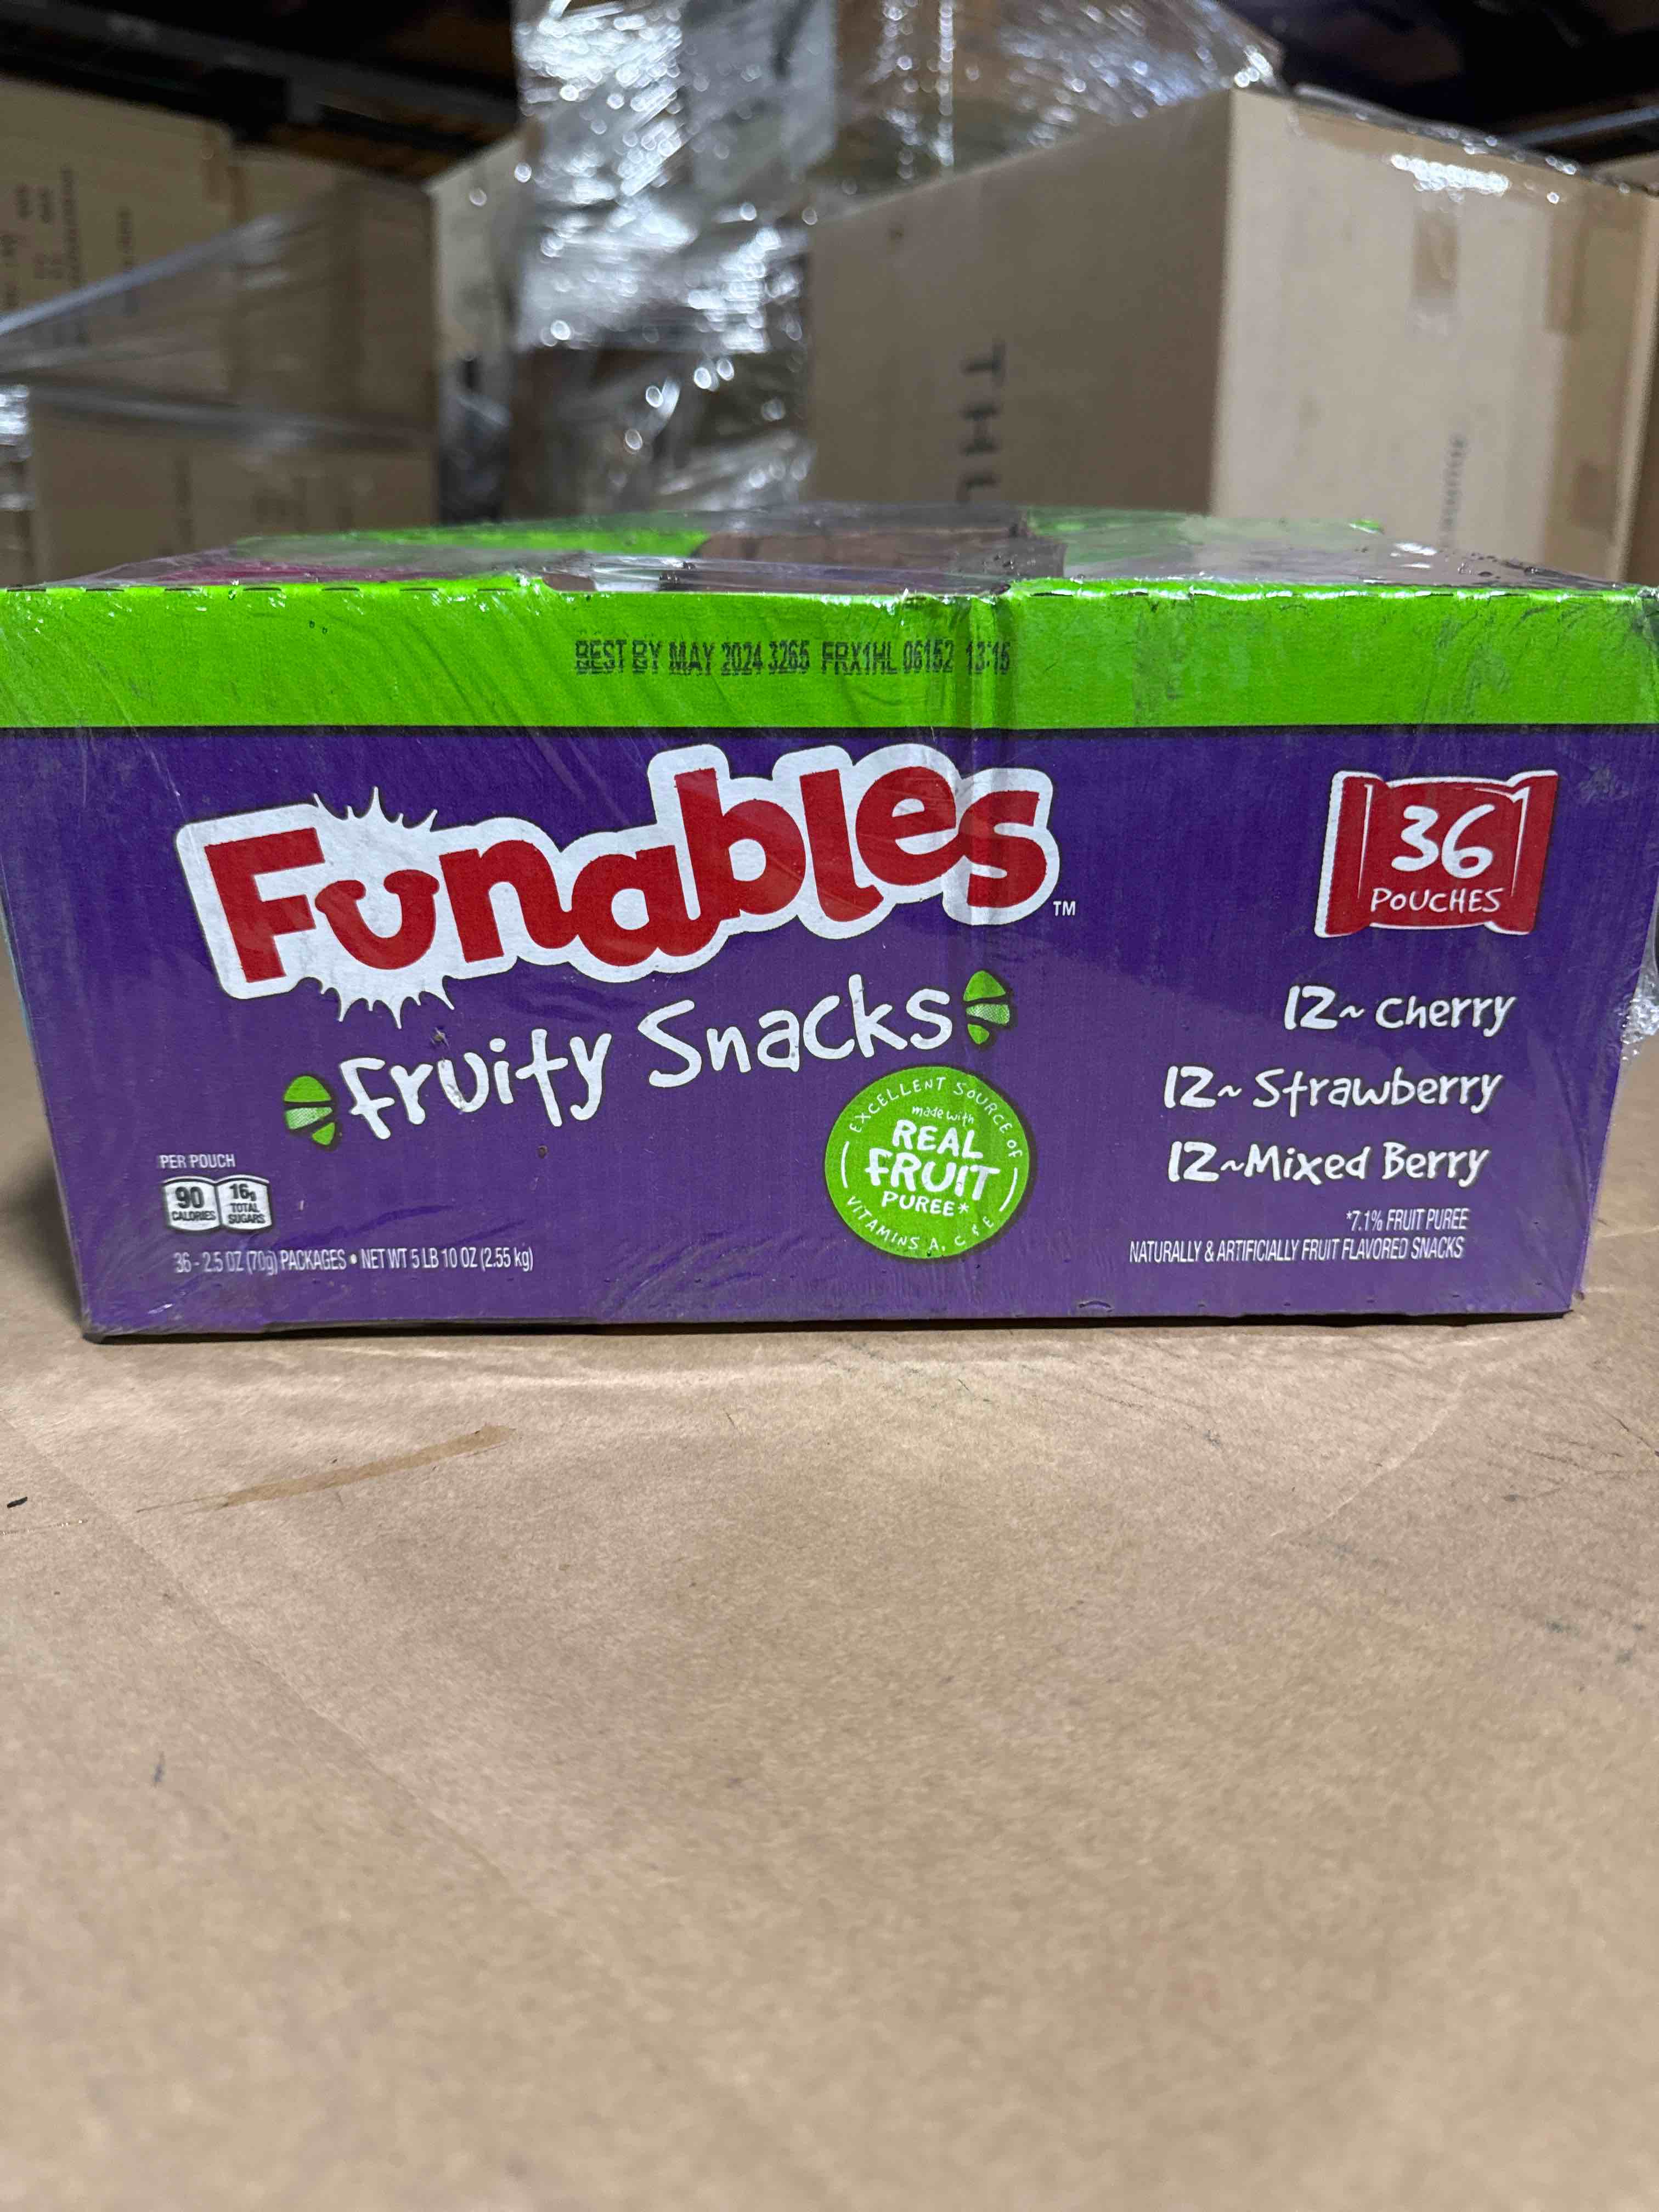 THL
BEST BY MAY 2024 3265 FRX1HL 06152 13:15
Funables™
fruity Snacks
36
POUCHES
12~ Cherry
12~ Strawberry
12~Mixed Berry
EXCELLENT SOURCE OF
made with
REAL
FRUIT
PUREE*
VITAMINS A, C & E
PER POUCH
90
CALORIES
16g
TOTAL
SUGARS
36 - 2.5 OZ (70g) PACKAGES • NET WT 5 LB 10 OZ (2.55 kg)
*7.1% FRUIT PUREE
NATURALLY & ARTIFICIALLY FRUIT FLAVORED SNACKS